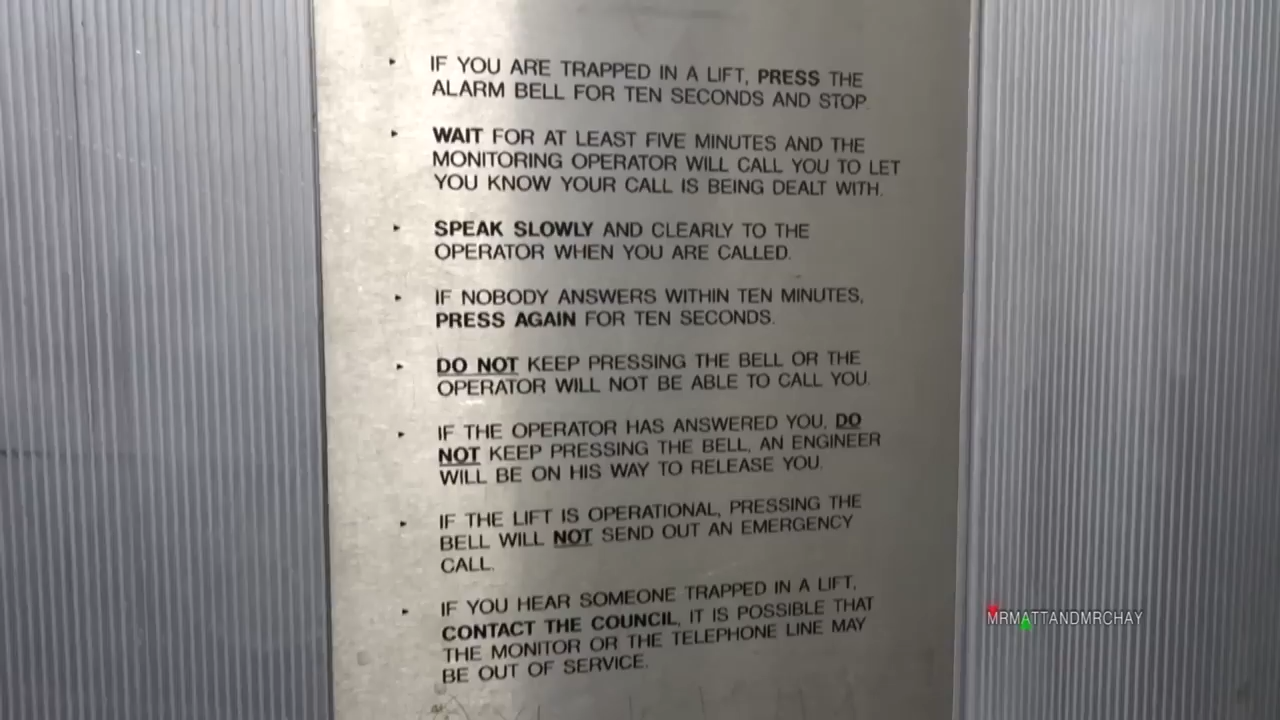 IF YOU ARE TRAPPED IN A LIFT, PRESS THE
ALARM BELL FOR TEN SECONDS AND STOP.
WAIT FOR AT LEAST FIVE MINUTES AND THE
MONITORING OPERATOR WILL CALL YOU TO LET
YOU KNOW YOUR CALL IS BEING DEALT WITH.
SPEAK SLOWLY AND CLEARLY TO THE
OPERATOR WHEN YOU ARE CALLED.
IF NOBODY ANSWERS WITHIN TEN MINUTES,
PRESS AGAIN FOR TEN SECONDS.
DO NOT KEEP PRESSING THE BELL OR THE
OPERATOR WILL NOT BE ABLE TO CALL YOU.
IF THE OPERATOR HAS ANSWERED YOU, DO
NOT KEEP PRESSING THE BELL, AN ENGINEER
WILL BE ON HIS WAY TO RELEASE YOU.
IF THE LIFT IS OPERATIONAL, PRESSING THE
BELL WILL NOT SEND OUT AN EMERGENCY
CALL.
IF YOU HEAR SOMEONE TRAPPED IN A LIFT,
CONTACT THE COUNCIL, IT IS POSSIBLE THAT
THE MONITOR OR THE TELEPHONE LINE MAY
BE OUT OF SERVICE.
MRMATTANDMRCHAY